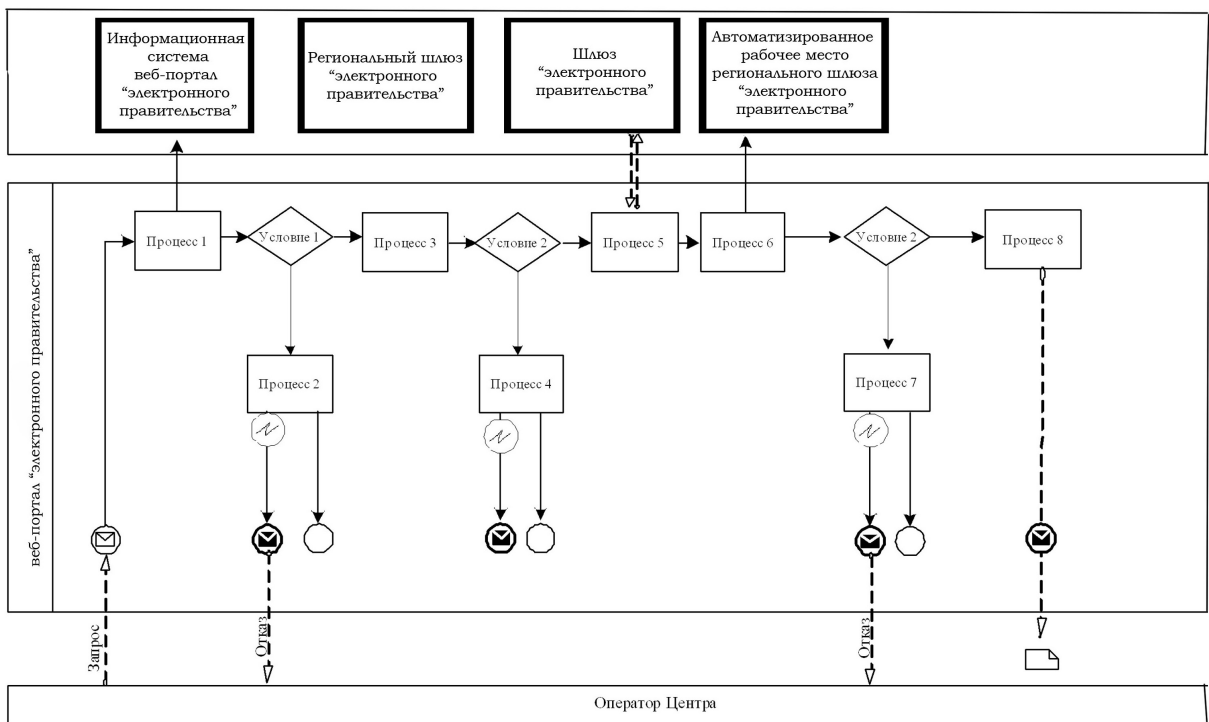 Информационная
система
веб-портал
“электронного
правительства”
Региональный шлюз
“электронного
правительства”
Шлюз
“электронного
правительства”
Автоматизированное
рабочее место
регионального шлюза
“электронного
правительства”
веб-портал “электронного правительства”
Процесс 1
Условие 1
Процесс 3
Условие 2
Процесс 5
Процесс 6
Условие 2
Процесс 8
Процесс 2
Процесс 4
Процесс 7
Запрос
Отказ
Отказ
Оператор Центра